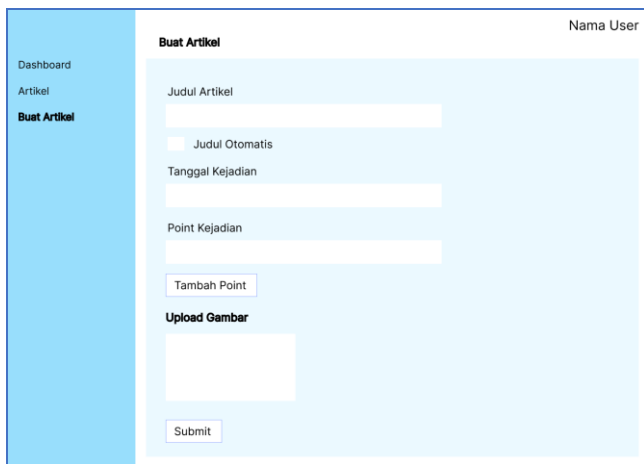 Nama User
Buat Artikel
Dashboard
Artikel
Buat Artikel
Judul Artikel
Judul Otomatis
Tanggal Kejadian
Point Kejadian
Tambah Point
Upload Gambar
Submit